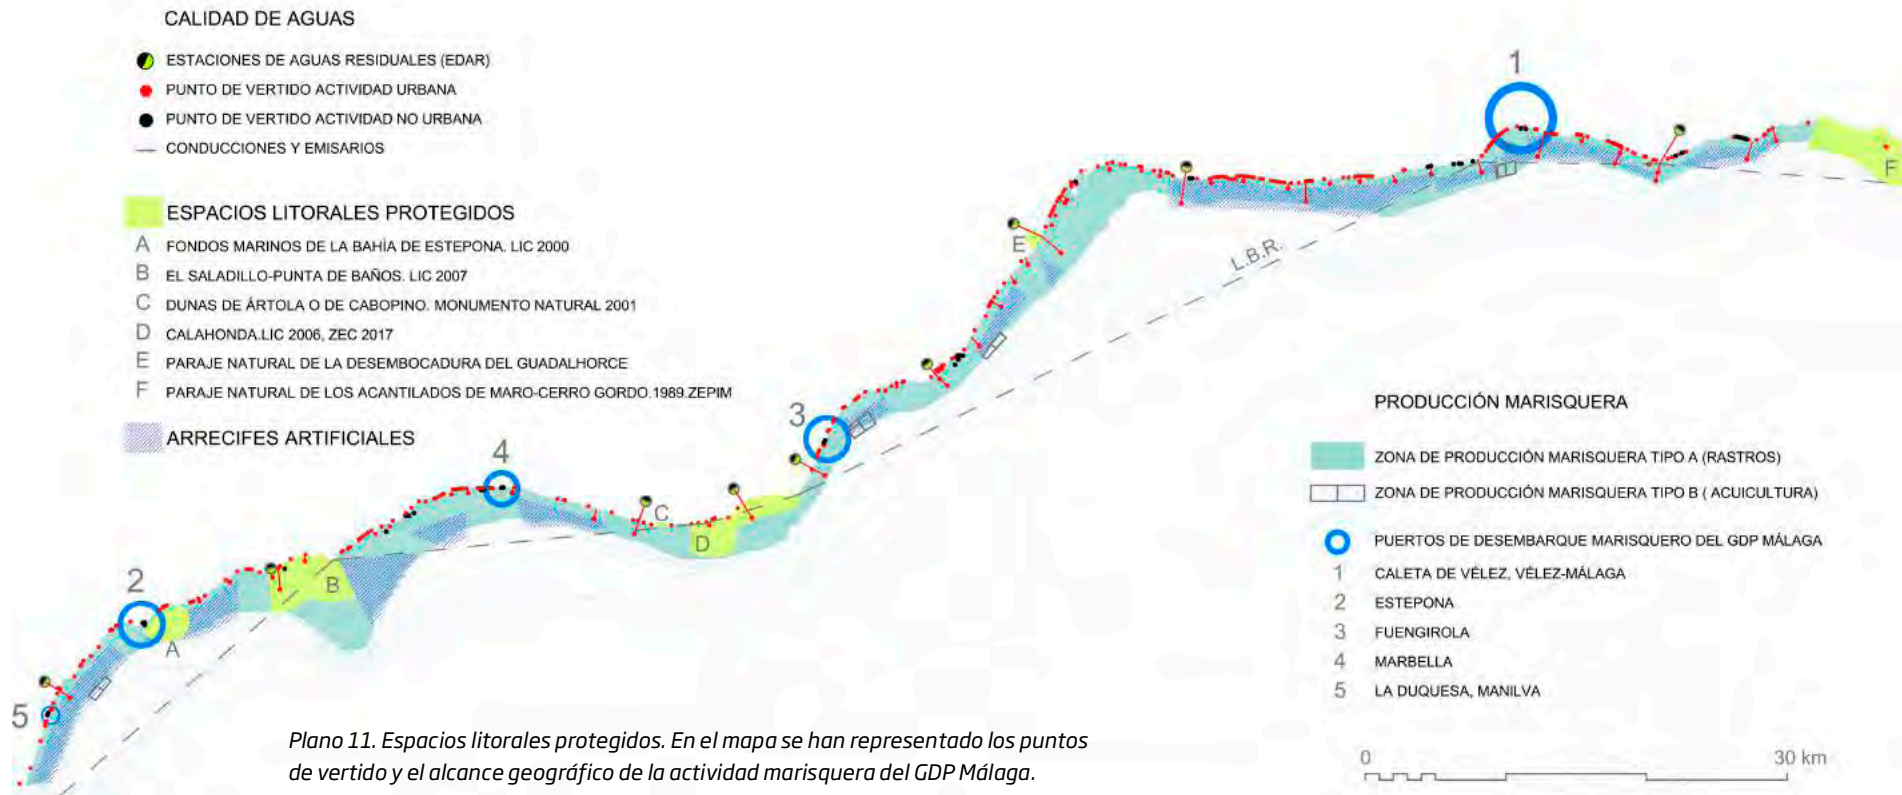 CALIDAD DE AGUAS
ESTACIONES DE AGUAS RESIDUALES (EDAR)
PUNTO DE VERTIDO ACTIVIDAD URBANA
PUNTO DE VERTIDO ACTIVIDAD NO URBANA
CONDUCCIONES Y EMISARIOS
ESPACIOS LITORALES PROTEGIDOS
A FONDOS MARINOS DE LA BAHÍA DE ESTEPONA. LIC 2000
B EL SALADILLO-PUNTA DE BAÑOS. LIC 2007
C DUNAS DE ÁRTOLA O DE CABOPINO. MONUMENTO NATURAL 2001
D CALAHONDA.LIC 2006, ZEC 2017
E PARAJE NATURAL DE LA DESEMBOCADURA DEL GUADALHORCE
F PARAJE NATURAL DE LOS ACANTILADOS DE MARO-CERRO GORDO.1989.ZEPIM
ARRECIFES ARTIFICIALES
1
F
E
L.B.R.
3
4
C
D
B
2
A
5
PRODUCCIÓN MARISQUERA
ZONA DE PRODUCCIÓN MARISQUERA TIPO A (RASTROS)
ZONA DE PRODUCCIÓN MARISQUERA TIPO B ( ACUICULTURA)
PUERTOS DE DESEMBARQUE MARISQUERO DEL GDP MÁLAGA
1 CALETA DE VÉLEZ, VÉLEZ-MÁLAGA
2 ESTEPONA
3 FUENGIROLA
4 MARBELLA
5 LA DUQUESA, MANILVA
0 30 km
Plano 11. Espacios litorales protegidos. En el mapa se han representado los puntos
de vertido y el alcance geográfico de la actividad marisquera del GDP Málaga.